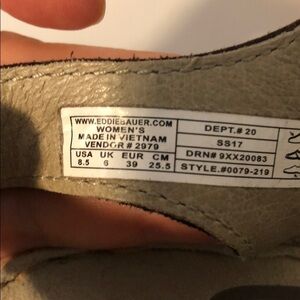 WWW.EDDIEBAUER.COM
WOMEN'S
MADE IN VIETNAM
VENDOR # 2979
USA UK EUR CM
8.5 6 39 25.5
DEPT.# 20
SS17
DRN# 9XX20083
STYLE.#0079-219